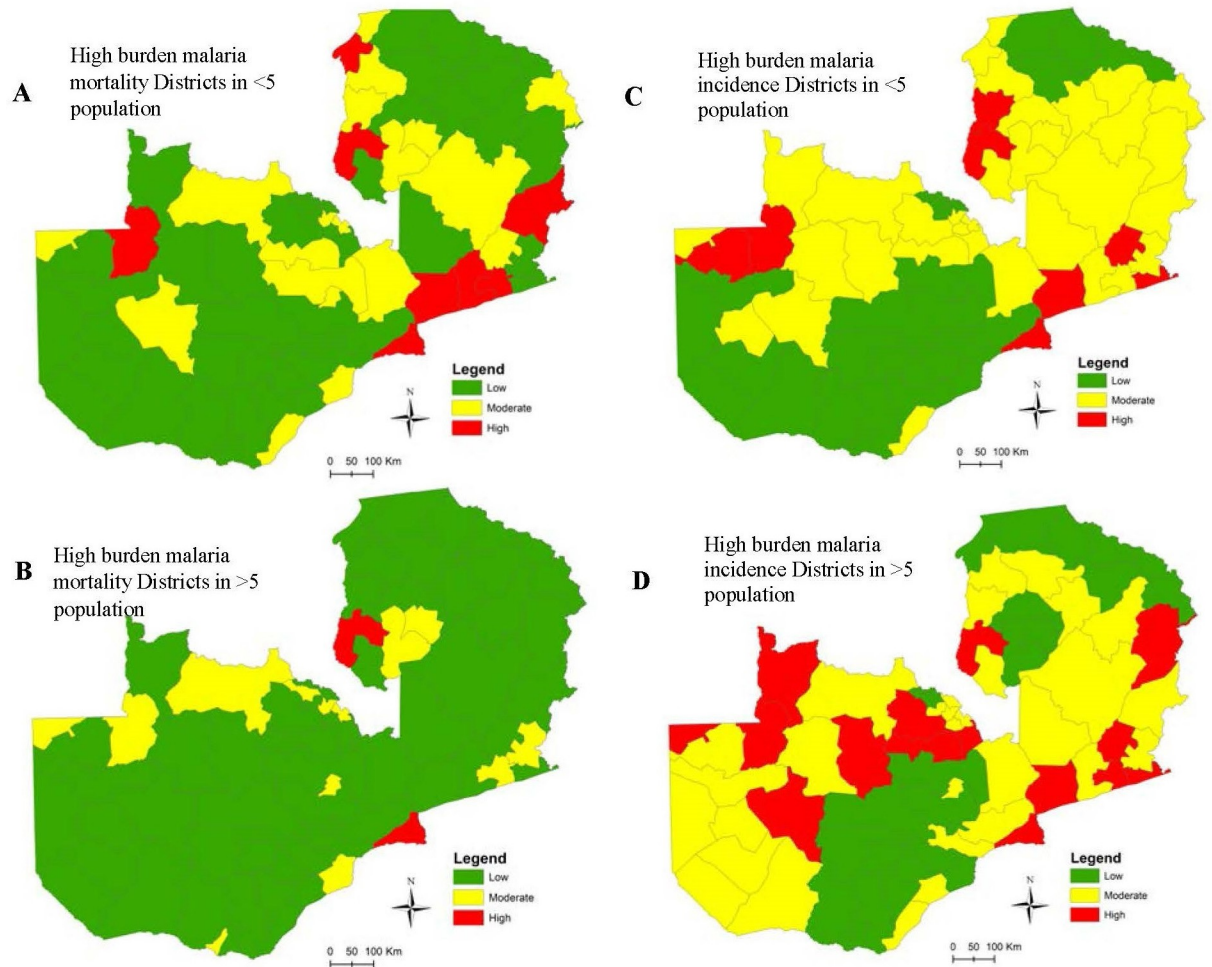 A
High burden malaria
mortality Districts in <5
population
Legend
Low
Moderate
High
N
0 50 100 Km
C
High burden malaria
incidence Districts in <5
population
Legend
Low
Moderate
High
N
0 50 100 Km
B
High burden malaria
mortality Districts in >5
population
Legend
Low
Moderate
High
N
0 50 100 Km
D
High burden malaria
incidence Districts in >5
population
Legend
Low
Moderate
High
N
0 50 100 Km